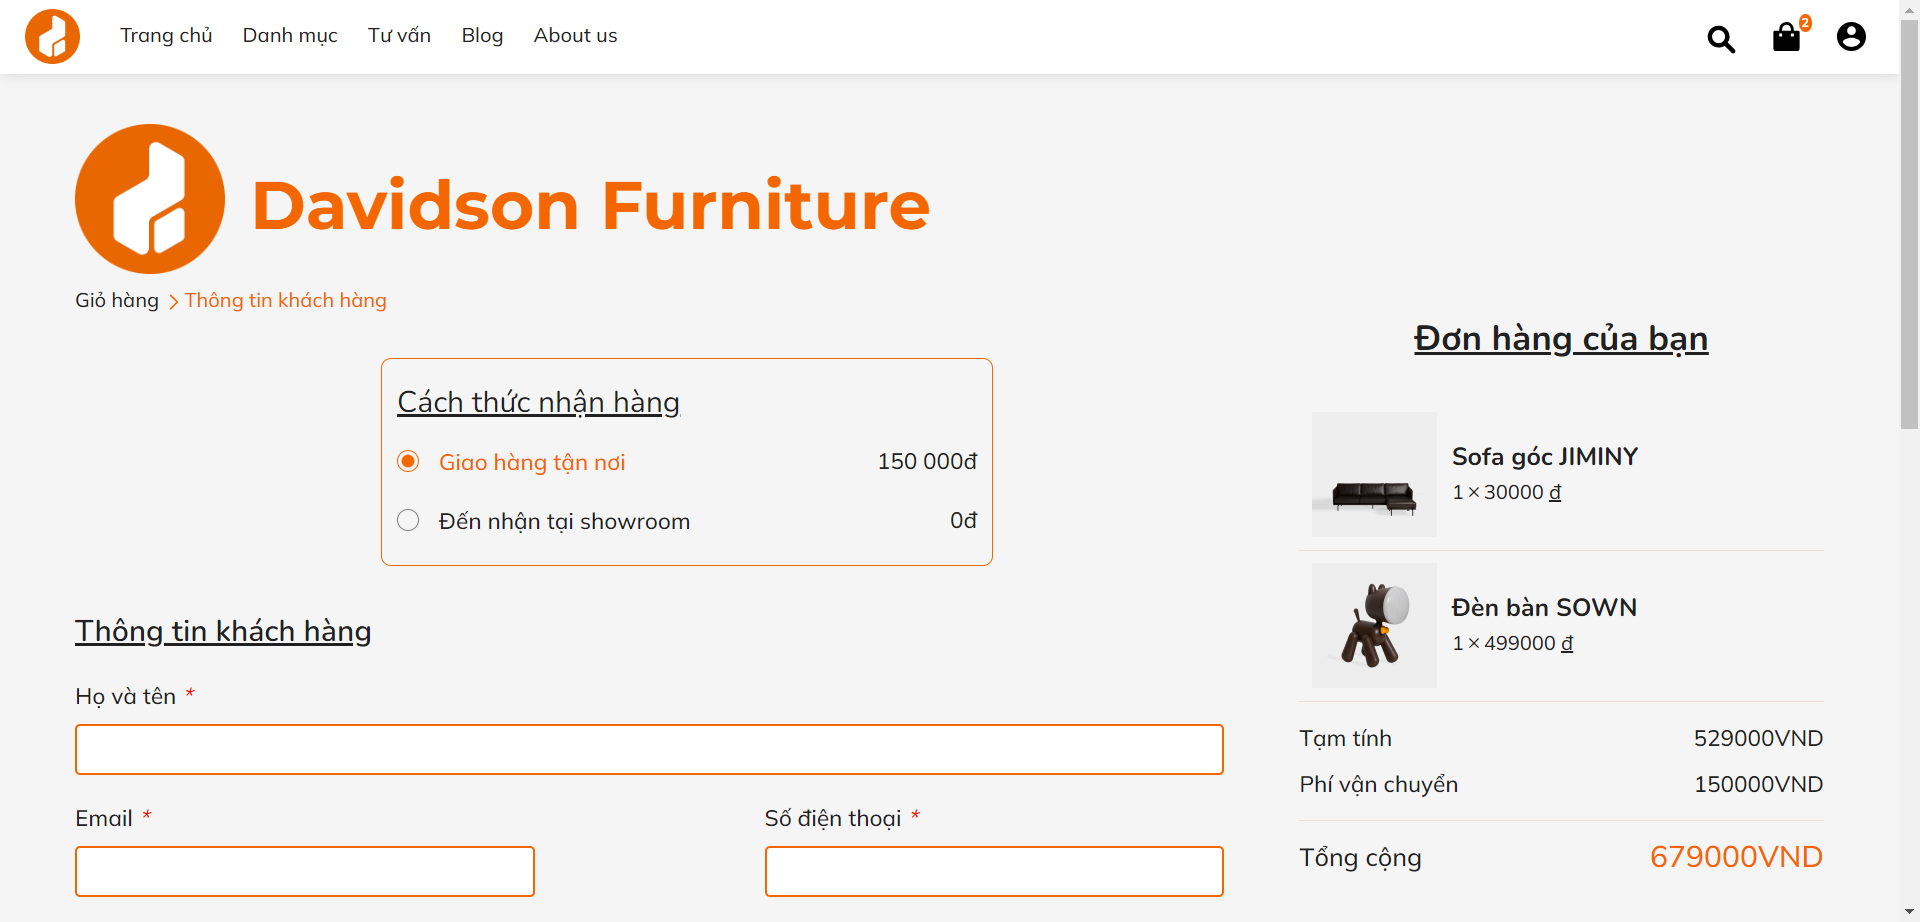 Trang chủ Danh mục Tư vấn Blog About us 2
Davidson Furniture
Giỏ hàng > Thông tin khách hàng
Cách thức nhận hàng
Giao hàng tận nơi 150 000đ
Đến nhận tại showroom 0đ
Thông tin khách hàng
Họ và tên *
Email * Số điện thoại *
Đơn hàng của bạn
Sofa góc JIMINY
1 × 30000 đ
Đèn bàn SOWN
1 × 499000 đ
Tạm tính 529000VND
Phí vận chuyển 150000VND
Tổng cộng 679000VND